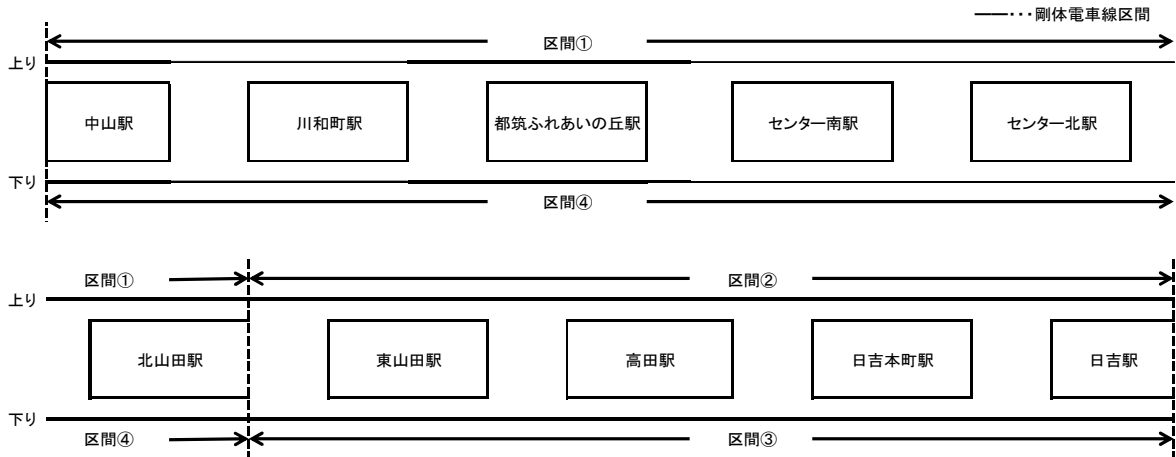 ━━･･･剛体電車線区間
区間①
上り
中山駅 川和町駅 都筑ふれあいの丘駅 センター南駅 センター北駅
下り
区間④
区間① 区間②
上り
北山田駅 東山田駅 高田駅 日吉本町駅 日吉駅
下り
区間④ 区間③